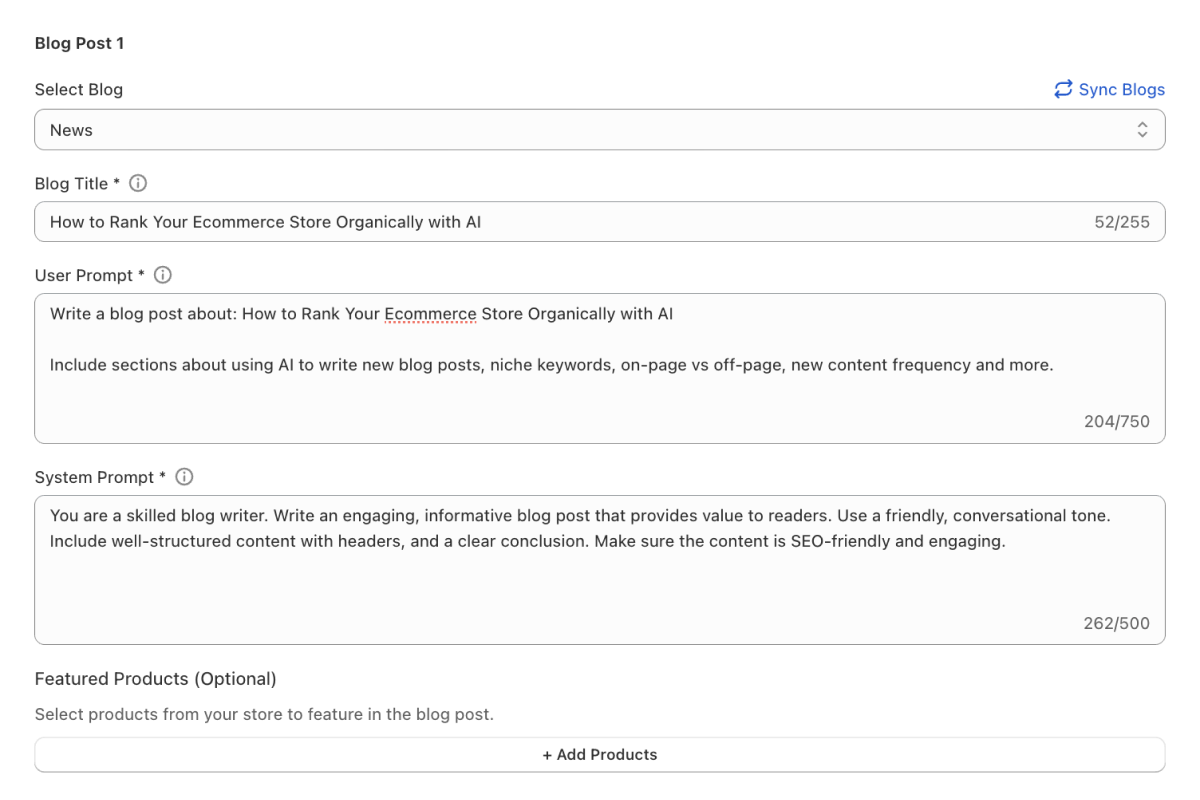 Blog Post 1
Select Blog
Sync Blogs
News
Blog Title *
How to Rank Your Ecommerce Store Organically with AI
52/255
User Prompt *
Write a blog post about: How to Rank Your Ecommerce Store Organically with AI
Include sections about using AI to write new blog posts, niche keywords, on-page vs off-page, new content frequency and more.
204/750
System Prompt *
You are a skilled blog writer. Write an engaging, informative blog post that provides value to readers. Use a friendly, conversational tone.
Include well-structured content with headers, and a clear conclusion. Make sure the content is SEO-friendly and engaging.
262/500
Featured Products (Optional)
Select products from your store to feature in the blog post.
+ Add Products